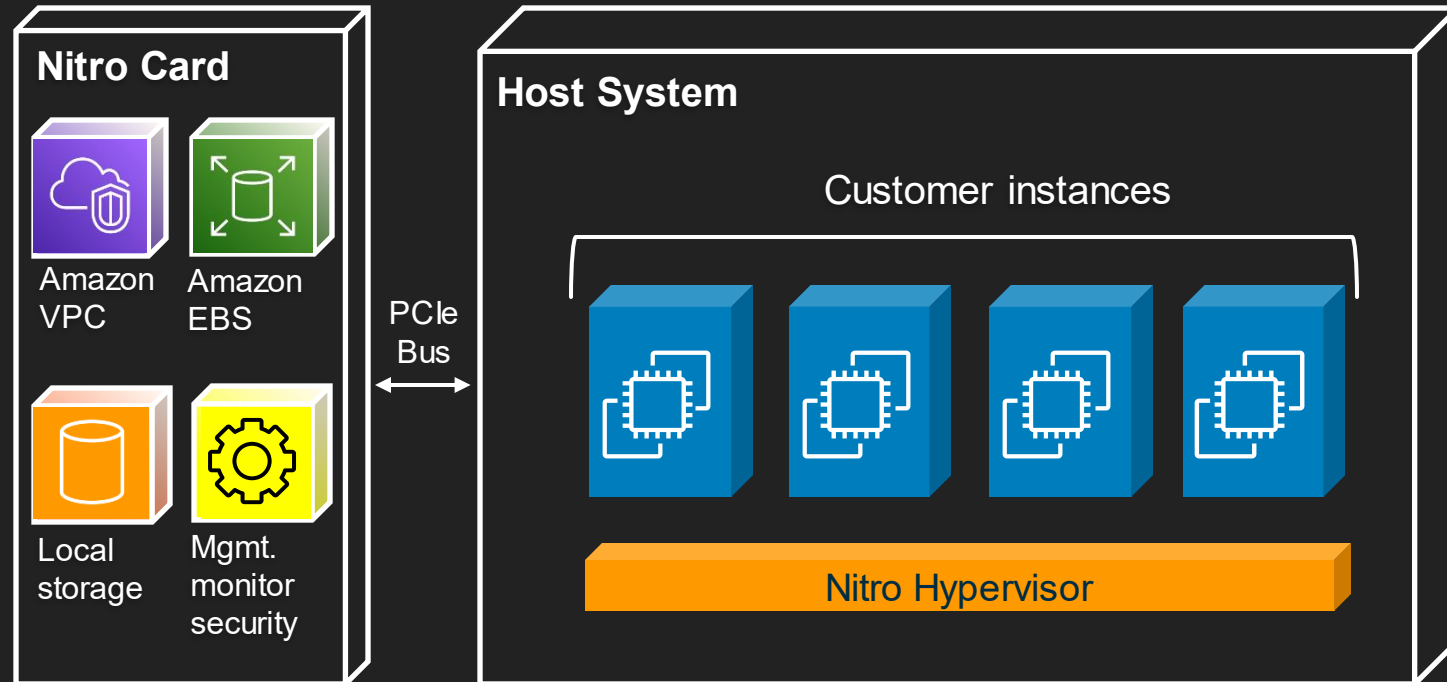 Nitro Card
Amazon
VPC
Amazon
EBS
Local
storage
Mgmt.
monitor
security
PCIe
Bus
Host System
Customer instances
Nitro Hypervisor